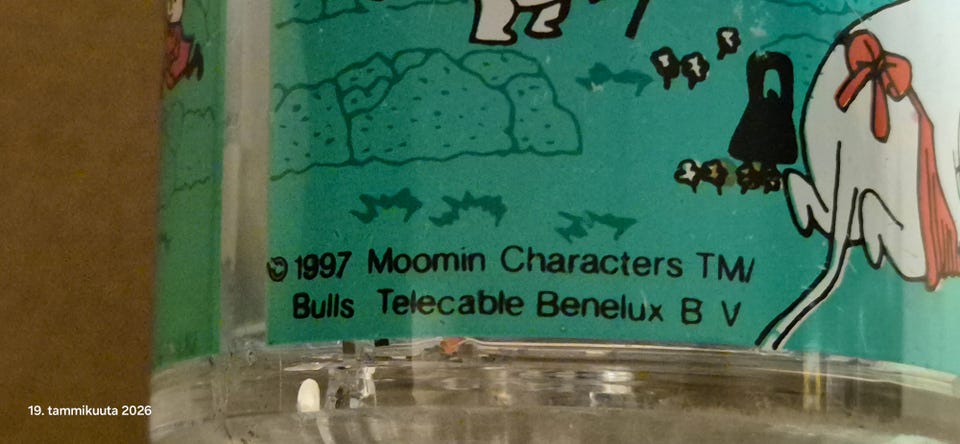 © 1997 Moomin Characters TM/
Bulls Telecable Benelux B V
19. tammikuuta 2026